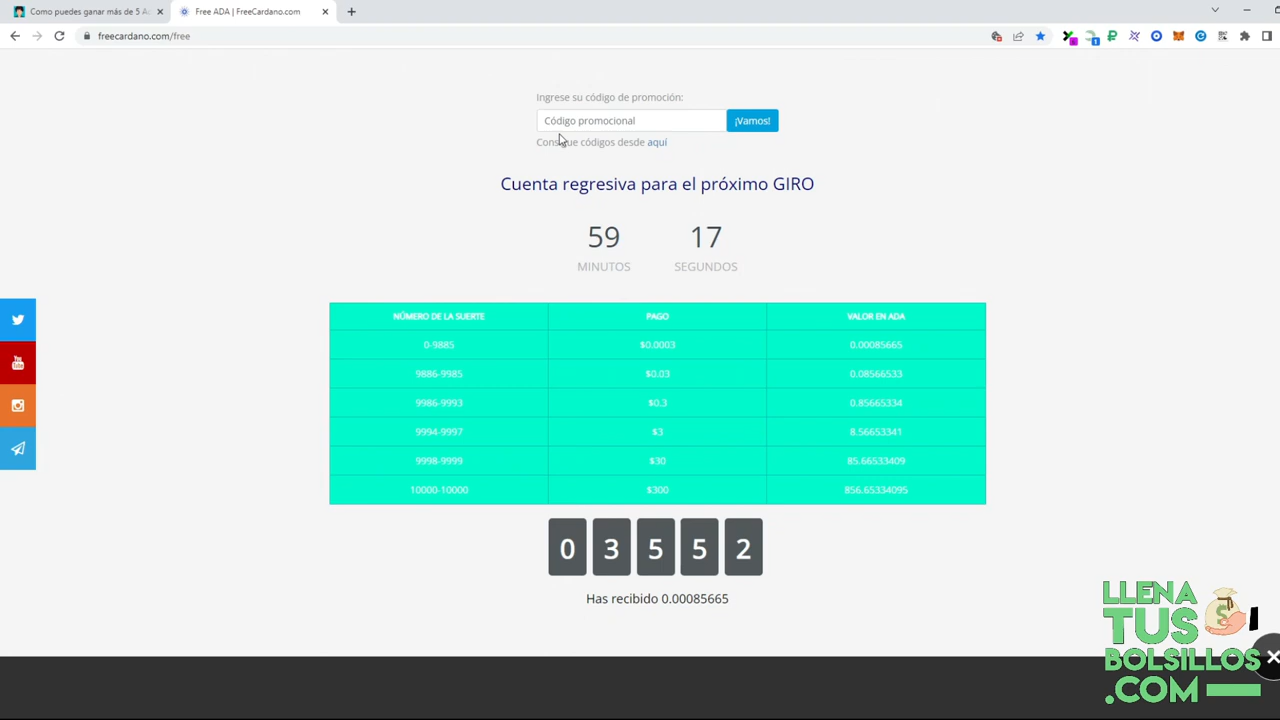 Como puedes ganar más de 5 Ad
Free ADA | FreeCardano.com
freecardano.com/free
Ingrese su código de promoción:
Código promocional
¡Vamos!
códigos desde aquí
Cuenta regresiva para el próximo GIRO
59 17
MINUTOS SEGUNDOS
NÚMERO DE LA SUERTE PAGO VALOR EN ADA
0-9885 $0.0003 0.00085665
9886-9985 $0.03 0.08566533
9986-9993 $0.3 0.85665334
9994-9997 $3 8.56653341
9998-9999 $30 85.66533409
10000-10000 $300 856.65334095
0 3 5 5 2
Has recibido 0.00085665
LLENA
TUS
BOLSILLOS
.COM